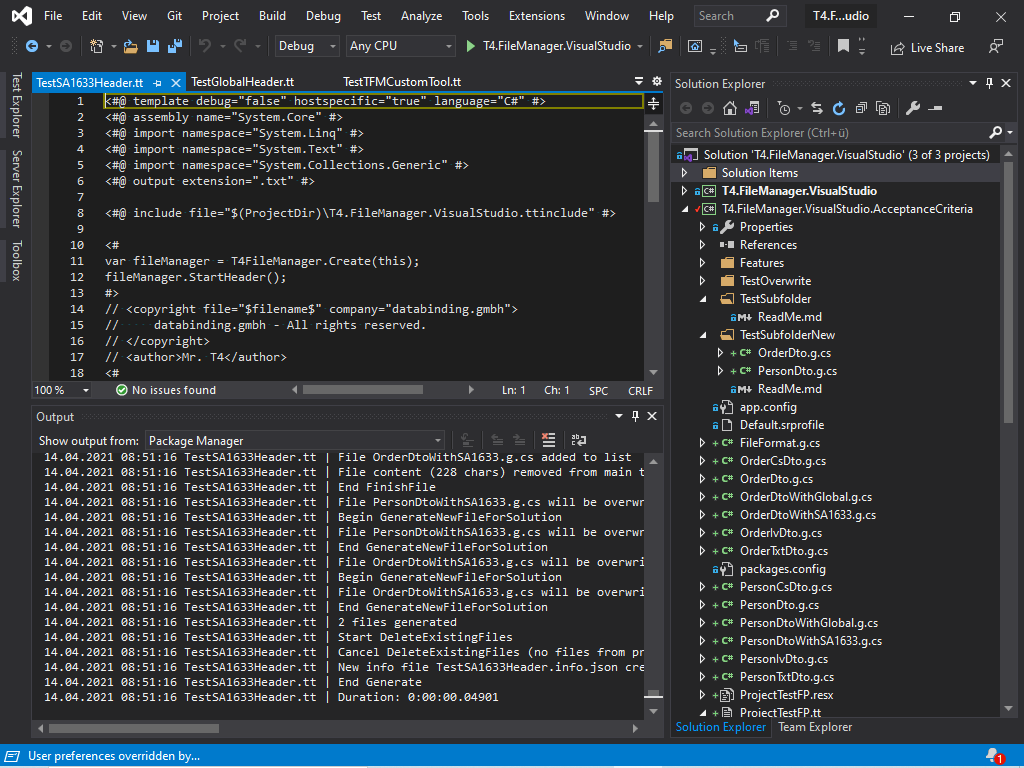 File Edit View Git Project Build Debug Test Analyze Tools Extensions Window Help Search T4.F...udio
Debug Any CPU T4.FileManager.VisualStudio Live Share
Test Explorer
Server Explorer
Toolbox
TestSA1633Header.tt TestGlobalHeader.tt TestTFMCustomTool.tt
1 <#@ template debug="false" hostspecific="true" language="C#" #>
2 <#@ assembly name="System.Core" #>
3 <#@ import namespace="System.Linq" #>
4 <#@ import namespace="System.Text" #>
5 <#@ import namespace="System.Collections.Generic" #>
6 <#@ output extension=".txt" #>
7
8 <#@ include file="$(ProjectDir)\T4.FileManager.VisualStudio.ttinclude" #>
9
10 <#
11 var fileManager = T4FileManager.Create(this);
12 fileManager.StartHeader();
13 #>
14 // <copyright file="$filename$" company="databinding.gmbh">
15 //     databinding.gmbh - All rights reserved.
16 // </copyright>
17 // <author>Mr. T4</author>
18 <#
100 % No issues found Ln: 1 Ch: 1 SPC CRLF
Output
Show output from: Package Manager
14.04.2021 08:51:16 TestSA1633Header.tt | File OrderDtoWithSA1633.g.cs added to list
14.04.2021 08:51:16 TestSA1633Header.tt | File content (228 chars) removed from main t
14.04.2021 08:51:16 TestSA1633Header.tt | End FinishFile
14.04.2021 08:51:16 TestSA1633Header.tt | File PersonDtoWithSA1633.g.cs will be overwr
14.04.2021 08:51:16 TestSA1633Header.tt | Begin GenerateNewFileForSolution
14.04.2021 08:51:16 TestSA1633Header.tt | File PersonDtoWithSA1633.g.cs will be overwr
14.04.2021 08:51:16 TestSA1633Header.tt | End GenerateNewFileForSolution
14.04.2021 08:51:16 TestSA1633Header.tt | File OrderDtoWithSA1633.g.cs will be overwri
14.04.2021 08:51:16 TestSA1633Header.tt | Begin GenerateNewFileForSolution
14.04.2021 08:51:16 TestSA1633Header.tt | File OrderDtoWithSA1633.g.cs will be overwri
14.04.2021 08:51:16 TestSA1633Header.tt | End GenerateNewFileForSolution
14.04.2021 08:51:16 TestSA1633Header.tt | 2 files generated
14.04.2021 08:51:16 TestSA1633Header.tt | Start DeleteExistingFiles
14.04.2021 08:51:16 TestSA1633Header.tt | Cancel DeleteExistingFiles (no files from pr
14.04.2021 08:51:16 TestSA1633Header.tt | New info file TestSA1633Header.info.json cre
14.04.2021 08:51:16 TestSA1633Header.tt | End Generate
14.04.2021 08:51:16 TestSA1633Header.tt | Duration: 0:00:00.04901
Solution Explorer
Search Solution Explorer (Ctrl+ü)
Solution 'T4.FileManager.VisualStudio' (3 of 3 projects)
Solution Items
C# T4.FileManager.VisualStudio
C# T4.FileManager.VisualStudio.AcceptanceCriteria
Properties
References
Features
TestOverwrite
TestSubfolder
M+ ReadMe.md
TestSubfolderNew
+ C# OrderDto.g.cs
+ C# PersonDto.g.cs
M+ ReadMe.md
app.config
Default.srprofile
+ C# FileFormat.g.cs
+ C# OrderCsDto.g.cs
+ C# OrderDto.g.cs
+ C# OrderDtoWithGlobal.g.cs
+ C# OrderDtoWithSA1633.g.cs
+ C# OrderIvDto.g.cs
+ C# OrderTxtDto.g.cs
packages.config
+ C# PersonCsDto.g.cs
+ C# PersonDto.g.cs
+ C# PersonDtoWithGlobal.g.cs
+ C# PersonDtoWithSA1633.g.cs
+ C# PersonIvDto.g.cs
+ C# PersonTxtDto.g.cs
+ ProjectTestFP.resx
+ ProjectTestFP.tt
Solution Explorer Team Explorer
User preferences overridden by... 1